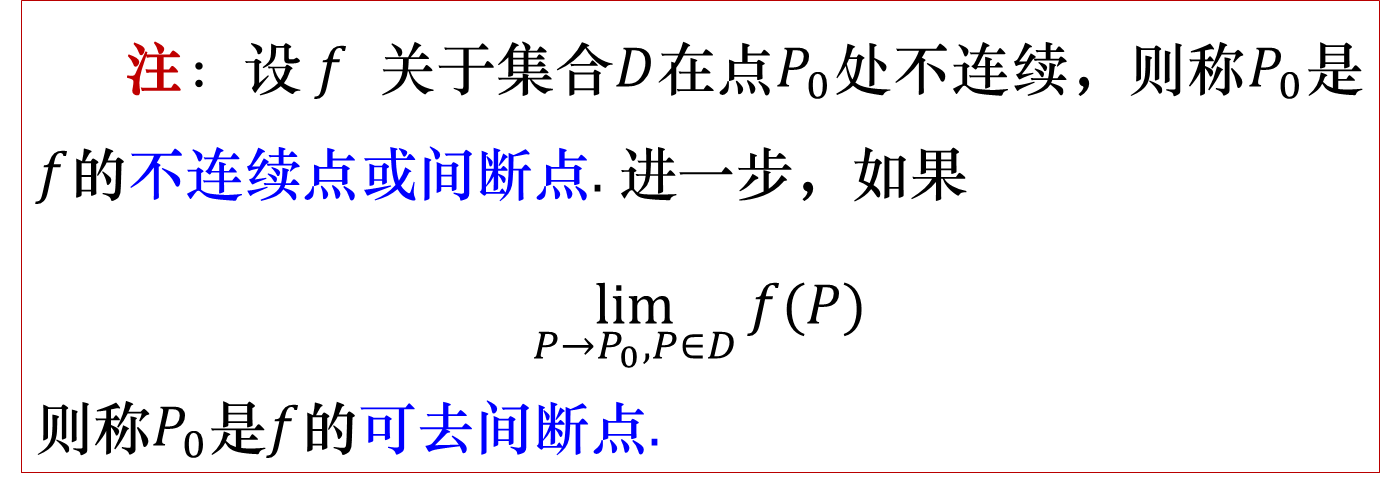 注：设 f 关于集合D在点P₀处不连续，则称P₀是
f的不连续点或间断点. 进一步，如果
lim f(P)
P→P₀,P∈D
则称P₀是f的可去间断点.